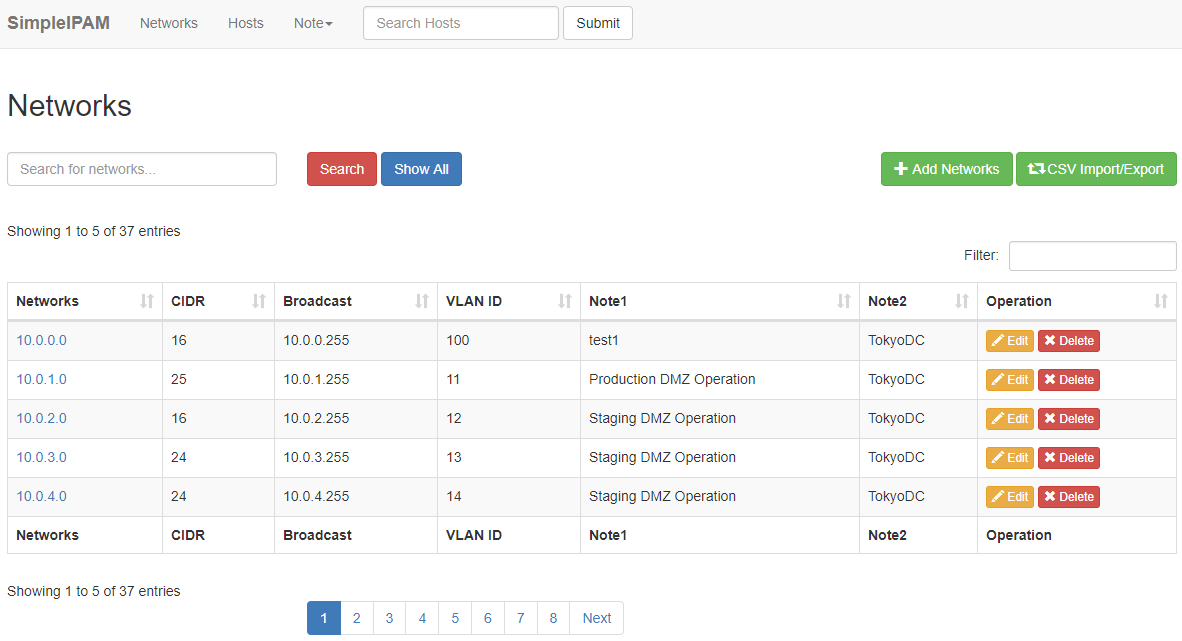 SimpleIPAM Networks Hosts Note Search Hosts Submit
Networks
Search for networks... Search Show All Add Networks CSV Import/Export
Showing 1 to 5 of 37 entries
Filter:
Networks CIDR Broadcast VLAN ID Note1 Note2 Operation
10.0.0.0 16 10.0.0.255 100 test1 TokyoDC Edit Delete
10.0.1.0 25 10.0.1.255 11 Production DMZ Operation TokyoDC Edit Delete
10.0.2.0 16 10.0.2.255 12 Staging DMZ Operation TokyoDC Edit Delete
10.0.3.0 24 10.0.3.255 13 Staging DMZ Operation TokyoDC Edit Delete
10.0.4.0 24 10.0.4.255 14 Staging DMZ Operation TokyoDC Edit Delete
Networks CIDR Broadcast VLAN ID Note1 Note2 Operation
Showing 1 to 5 of 37 entries
1 2 3 4 5 6 7 8 Next